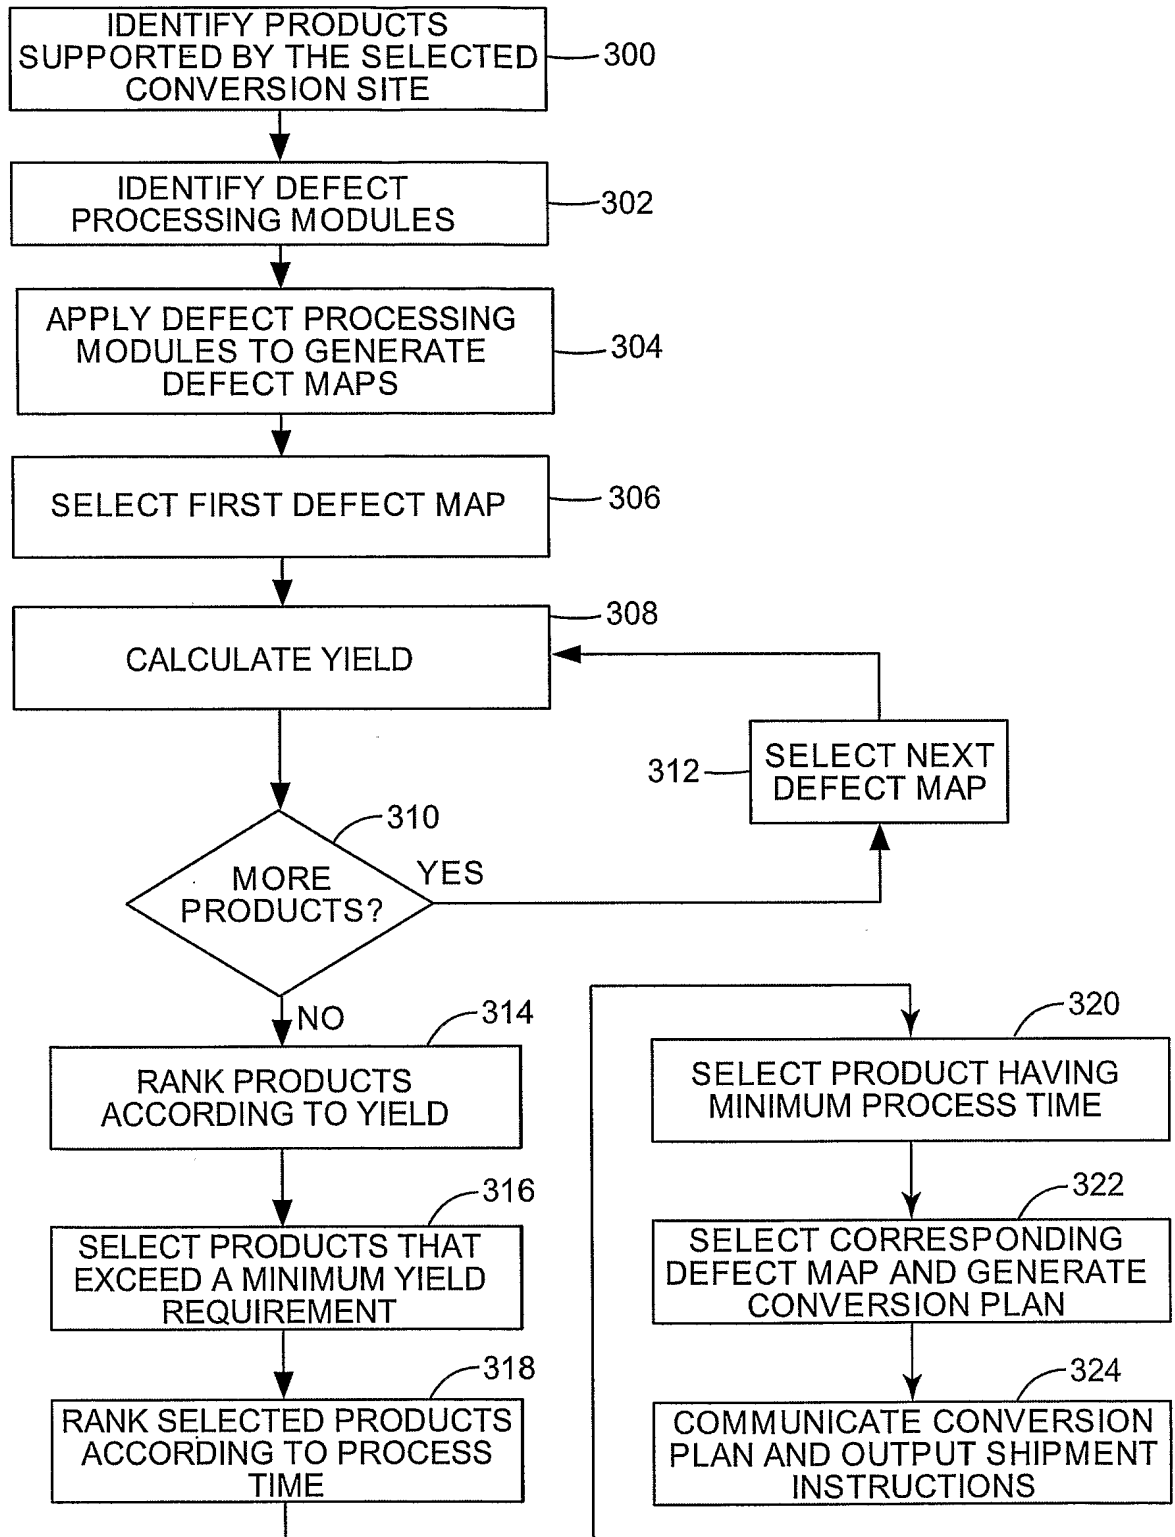 IDENTIFY PRODUCTS
SUPPORTED BY THE SELECTED
CONVERSION SITE
300
IDENTIFY DEFECT
PROCESSING MODULES
302
APPLY DEFECT PROCESSING
MODULES TO GENERATE
DEFECT MAPS
304
SELECT FIRST DEFECT MAP
306
CALCULATE YIELD
308
SELECT NEXT
DEFECT MAP
312
MORE
PRODUCTS?
310
YES
NO
RANK PRODUCTS
ACCORDING TO YIELD
314
SELECT PRODUCTS THAT
EXCEED A MINIMUM YIELD
REQUIREMENT
316
RANK SELECTED PRODUCTS
ACCORDING TO PROCESS
TIME
318
SELECT PRODUCT HAVING
MINIMUM PROCESS TIME
320
SELECT CORRESPONDING
DEFECT MAP AND GENERATE
CONVERSION PLAN
322
COMMUNICATE CONVERSION
PLAN AND OUTPUT SHIPMENT
INSTRUCTIONS
324